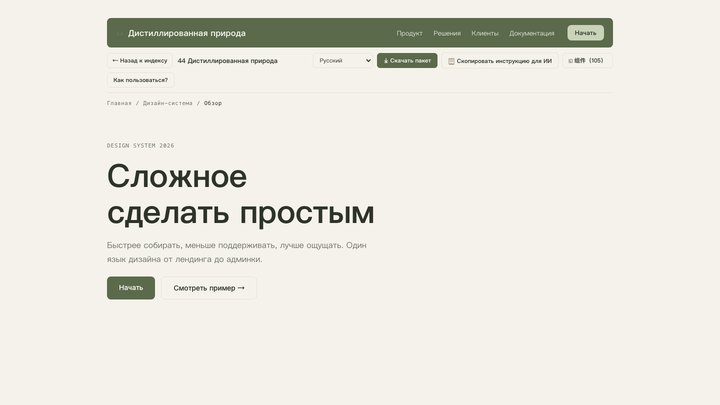 Дистиллированная природа
Продукт Решения Клиенты Документация Начать
← Назад к индексу 44 Дистиллированная природа Русский Скачать пакет Скопировать инструкцию для ИИ 组件 (105)
Как пользоваться?
Главная / Дизайн-система / Обзор
DESIGN SYSTEM 2026
Сложное
сделать простым
Быстрее собирать, меньше поддерживать, лучше ощущать. Один
язык дизайна от лендинга до админки.
Начать Смотреть пример →